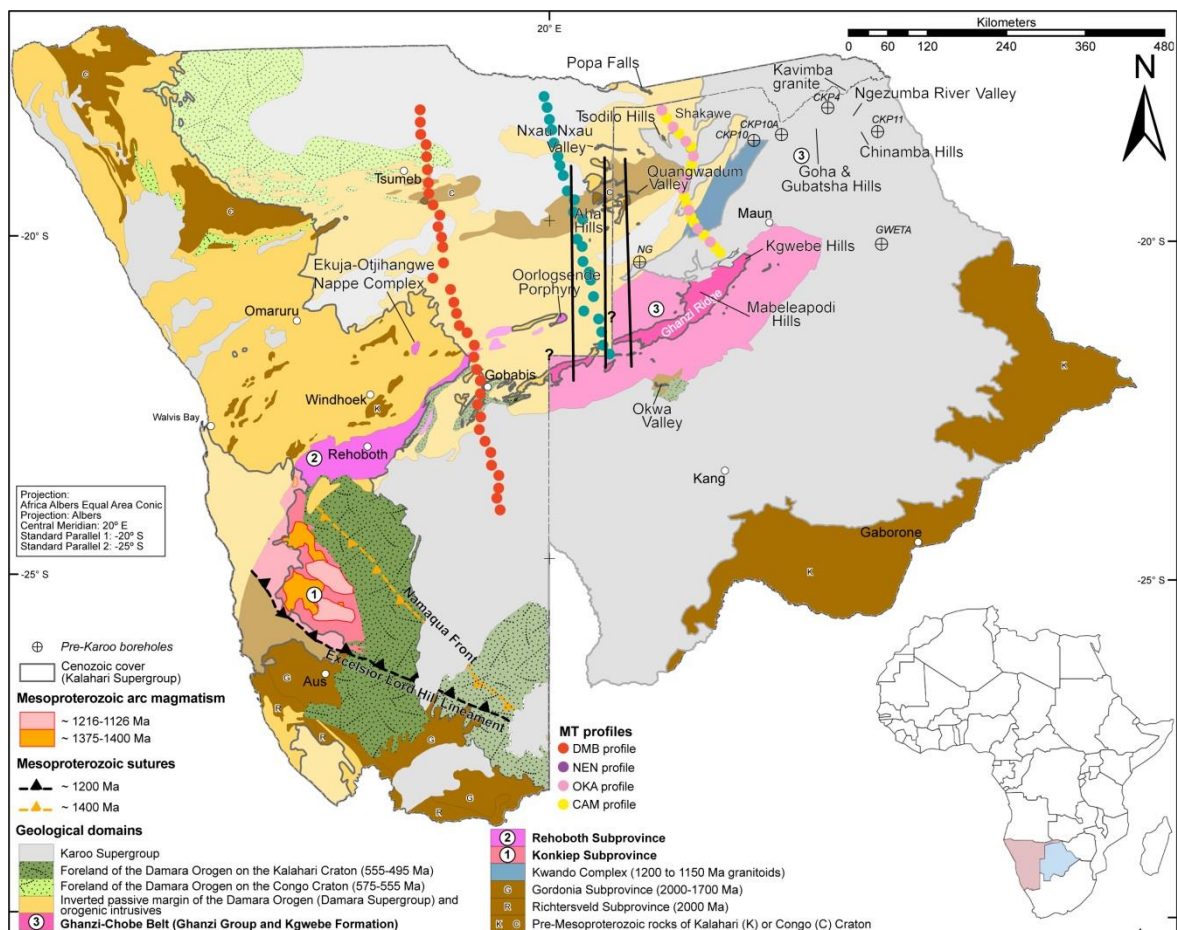 20° E
Kilometers
0 60 120 240 360 480
N
Popa Falls
Kavimba
granite
CKP4
Ngezumba River Valley
Tsodilo Hills
Shakawe
CKP10A
CKP10
CKP11
Nxau Nxau
Valley
3
Chinamba Hills
Goha &
Gubatsha Hills
Tsumeb
Quangwadum
Valley
C
C
C
C
Aha
Hills
Maun
GWETA
-20° S
-20° S
NG
Kgwebe Hills
Ekuja-Otjihangwe
Nappe Complex
Oorlogsende
Porphyry
3
Ghanzi Ridge
Mabeleapodi
Hills
Omaruru
?
?
Gobabis
K
Windhoek
K
Okwa
Valley
Walvis Bay
Rehoboth
2
Kang
Projection:
Africa Albers Equal Area Conic
Projection: Albers
Central Meridian: 20° E
Standard Parallel 1: -20° S
Standard Parallel 2: -25° S
Gaborone
K
-25° S
-25° S
1
Namaqua Front
Excelsior Lord Hill Lineament
Aus
G
R
R
G
G
R
Pre-Karoo boreholes
Cenozoic cover
(Kalahari Supergroup)
Mesoproterozoic arc magmatism
~ 1216-1126 Ma
~ 1375-1400 Ma
Mesoproterozoic sutures
~ 1200 Ma
~ 1400 Ma
MT profiles
DMB profile
NEN profile
OKA profile
CAM profile
Geological domains
Karoo Supergroup
Foreland of the Damara Orogen on the Kalahari Craton (555-495 Ma)
Foreland of the Damara Orogen on the Congo Craton (575-555 Ma)
Inverted passive margin of the Damara Orogen (Damara Supergroup) and
orogenic intrusives
3 Ghanzi-Chobe Belt (Ghanzi Group and Kgwebe Formation)
2 Rehoboth Subprovince
1 Konkiep Subprovince
Kwando Complex (1200 to 1150 Ma granitoids)
G Gordonia Subprovince (2000-1700 Ma)
R Richtersveld Subprovince (2000 Ma)
K C Pre-Mesoproterozoic rocks of Kalahari (K) or Congo (C) Craton